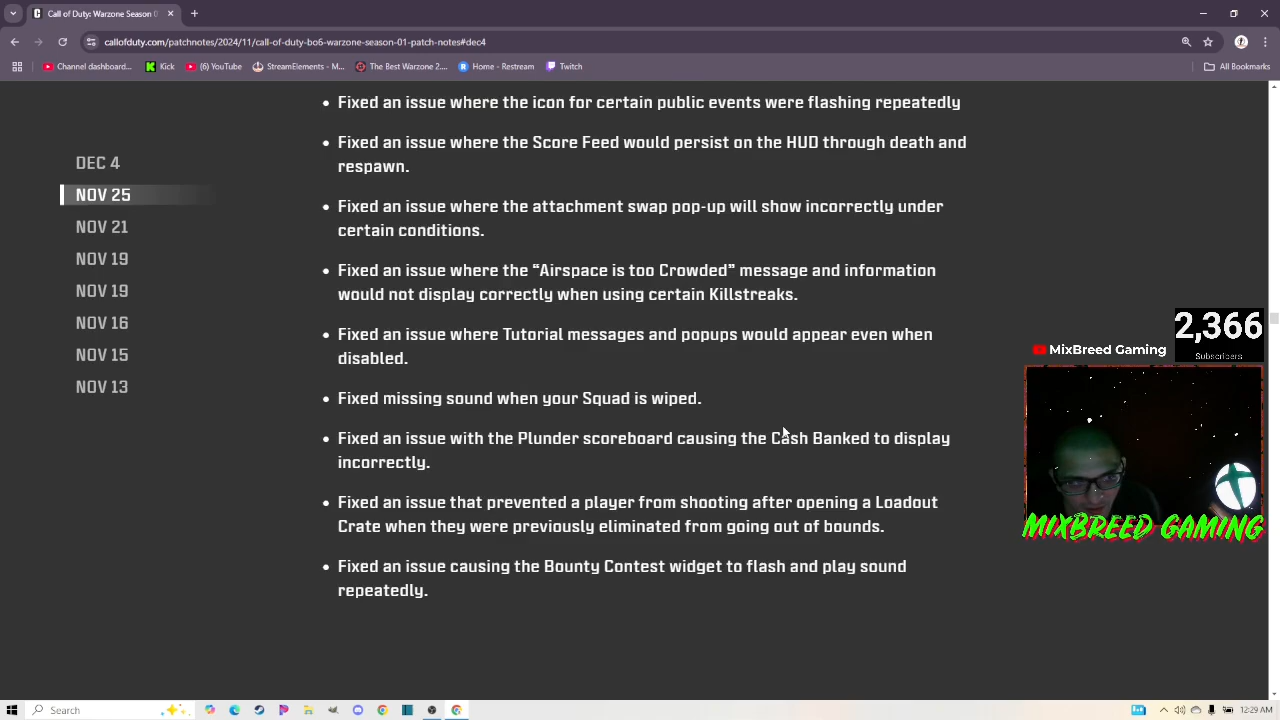 Call of Duty: Warzone Season 0
callofduty.com/patchnotes/2024/11/call-of-duty-bo6-warzone-season-01-patch-notes#dec4
Channel dashboard...
Kick
(6) YouTube
StreamElements - M...
The Best Warzone 2....
Home - Restream
Twitch
All Bookmarks
DEC 4
NOV 25
NOV 21
NOV 19
NOV 19
NOV 16
NOV 15
NOV 13
• Fixed an issue where the icon for certain public events were flashing repeatedly
• Fixed an issue where the Score Feed would persist on the HUD through death and
respawn.
• Fixed an issue where the attachment swap pop-up will show incorrectly under
certain conditions.
• Fixed an issue where the “Airspace is too Crowded” message and information
would not display correctly when using certain Killstreaks.
• Fixed an issue where Tutorial messages and popups would appear even when
disabled.
• Fixed missing sound when your Squad is wiped.
• Fixed an issue with the Plunder scoreboard causing the Cash Banked to display
incorrectly.
• Fixed an issue that prevented a player from shooting after opening a Loadout
Crate when they were previously eliminated from going out of bounds.
• Fixed an issue causing the Bounty Contest widget to flash and play sound
repeatedly.
2,366
Subscribers
MixBreed Gaming
MIXBREED GAMING
Search
12:29 AM